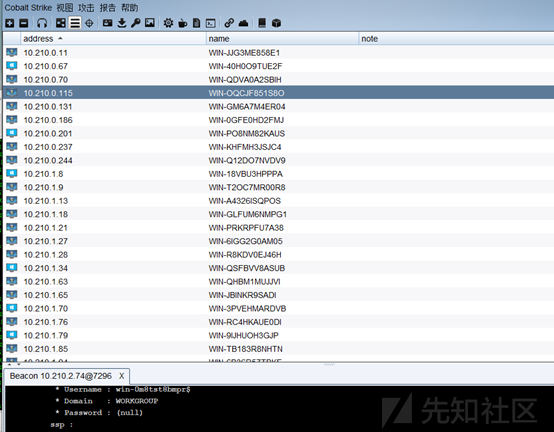 Cobalt Strike 视图 攻击 报告 帮助
address name note
10.210.0.11 WIN-JJG3ME858E1
10.210.0.67 WIN-40H0O9TUE2F
10.210.0.70 WIN-QDVA0A2SBIH
10.210.0.115 WIN-OQCJF851S8O
10.210.0.131 WIN-GM6A7M4ER04
10.210.0.186 WIN-0GFE0HD2FMJ
10.210.0.201 WIN-PO8NM82KAUS
10.210.0.237 WIN-KHFMH3JSJC4
10.210.0.244 WIN-Q12DO7NVDV9
10.210.1.8 WIN-18VBU3HPPPA
10.210.1.9 WIN-T2OC7MR00R8
10.210.1.13 WIN-A4326ISQPOS
10.210.1.18 WIN-GLFUM6NMPG1
10.210.1.21 WIN-PRKRPFU7A38
10.210.1.27 WIN-6IGG2G0AM05
10.210.1.28 WIN-R8KDV0EJ46H
10.210.1.34 WIN-QSFBVV8ASUB
10.210.1.63 WIN-QHBM1MUJJVI
10.210.1.65 WIN-JBINKR9SADI
10.210.1.70 WIN-3PVEHMARDVB
10.210.1.76 WIN-RC4HKAUE0DI
10.210.1.79 WIN-9IJHUOH3GJP
10.210.1.85 WIN-TB183R8NHTN
Beacon 10.210.2.74@7296 X
* Username : win-0m8tst8bmpr$
* Domain : WORKGROUP
* Password : (null)
ssp :
先知社区